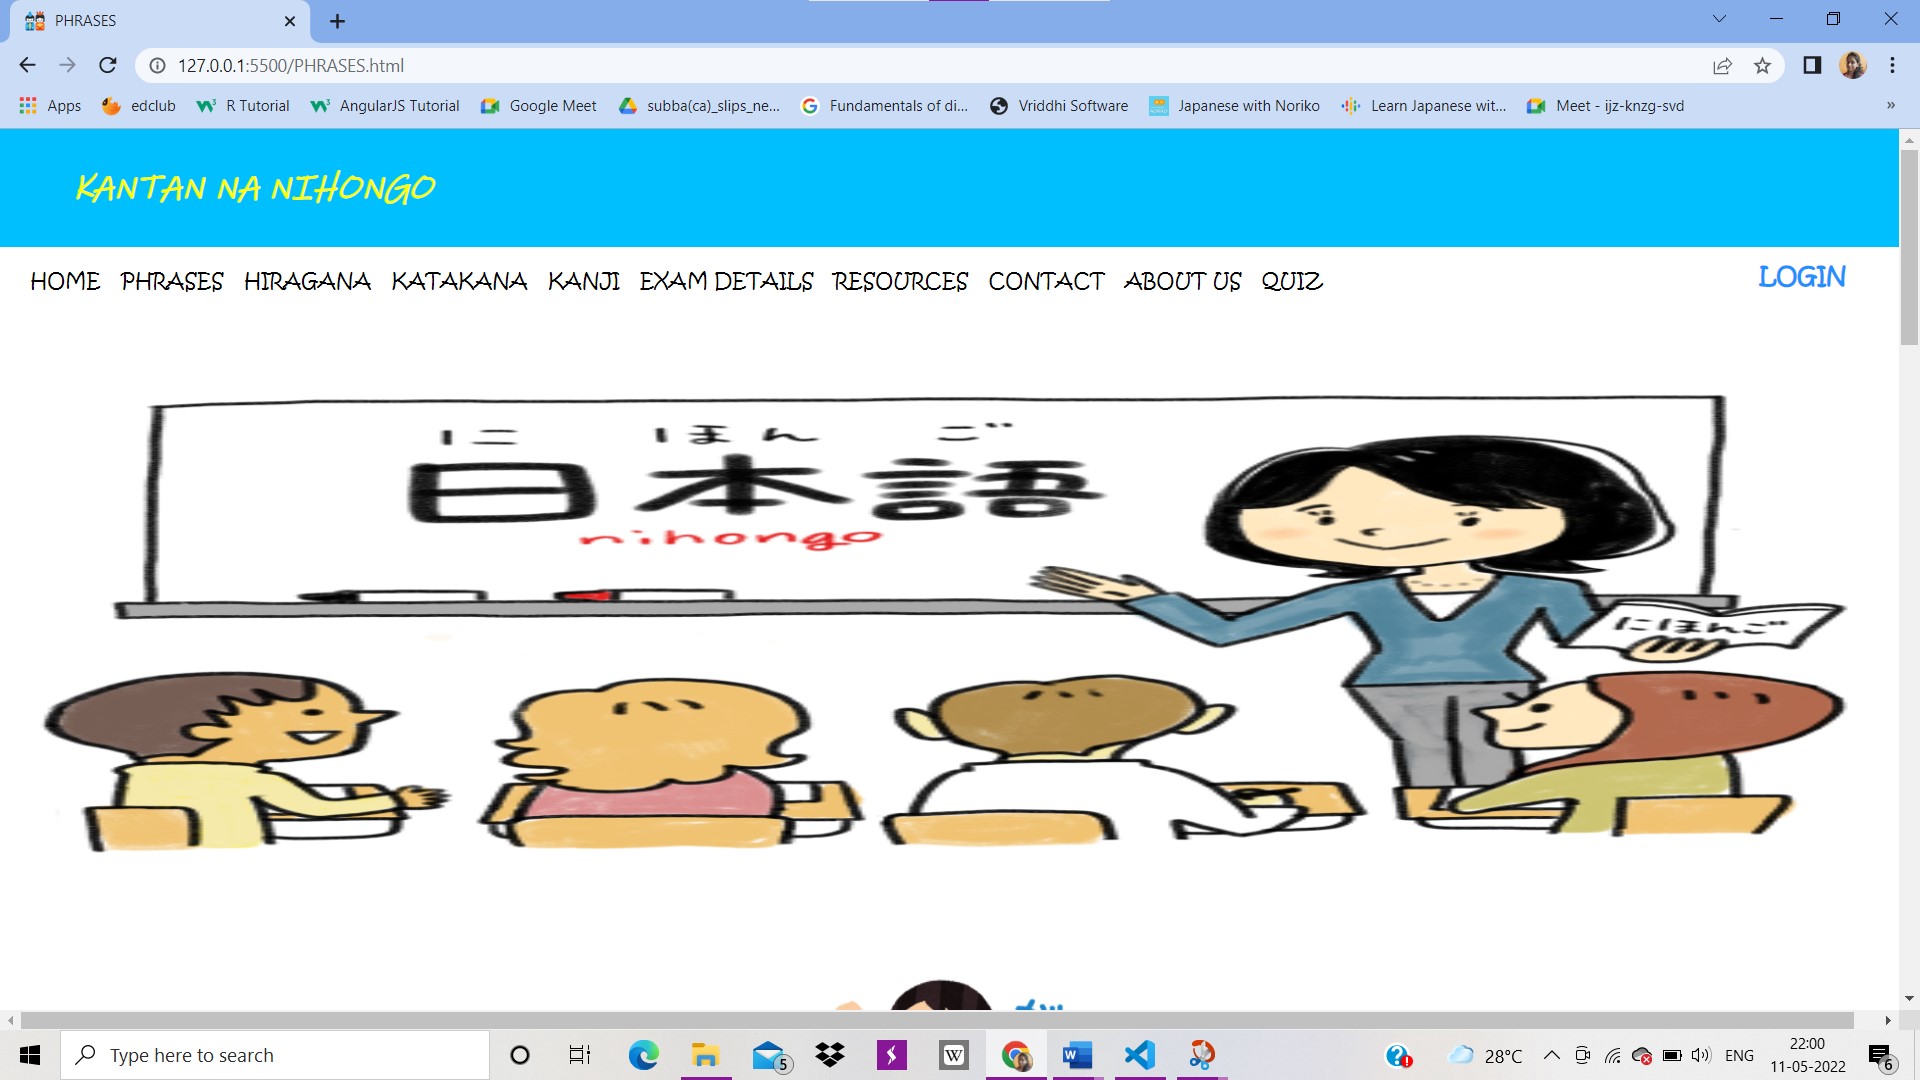 PHRASES
127.0.0.1:5500/PHRASES.html
Apps edclub R Tutorial AngularJS Tutorial Google Meet subba(ca)_slips_ne... Fundamentals of di... Vriddhi Software Japanese with Noriko Learn Japanese wit... Meet - ijz-knzg-svd »
KANTAN NA NIHONGO
HOME PHRASES HIRAGANA KATAKANA KANJI EXAM DETAILS RESOURCES CONTACT ABOUT US QUIZ LOGIN
に ほん ご
日本語
nihongo
にほんご
Type here to search 5 W W 28°C ENG 22:00
11-05-2022 6